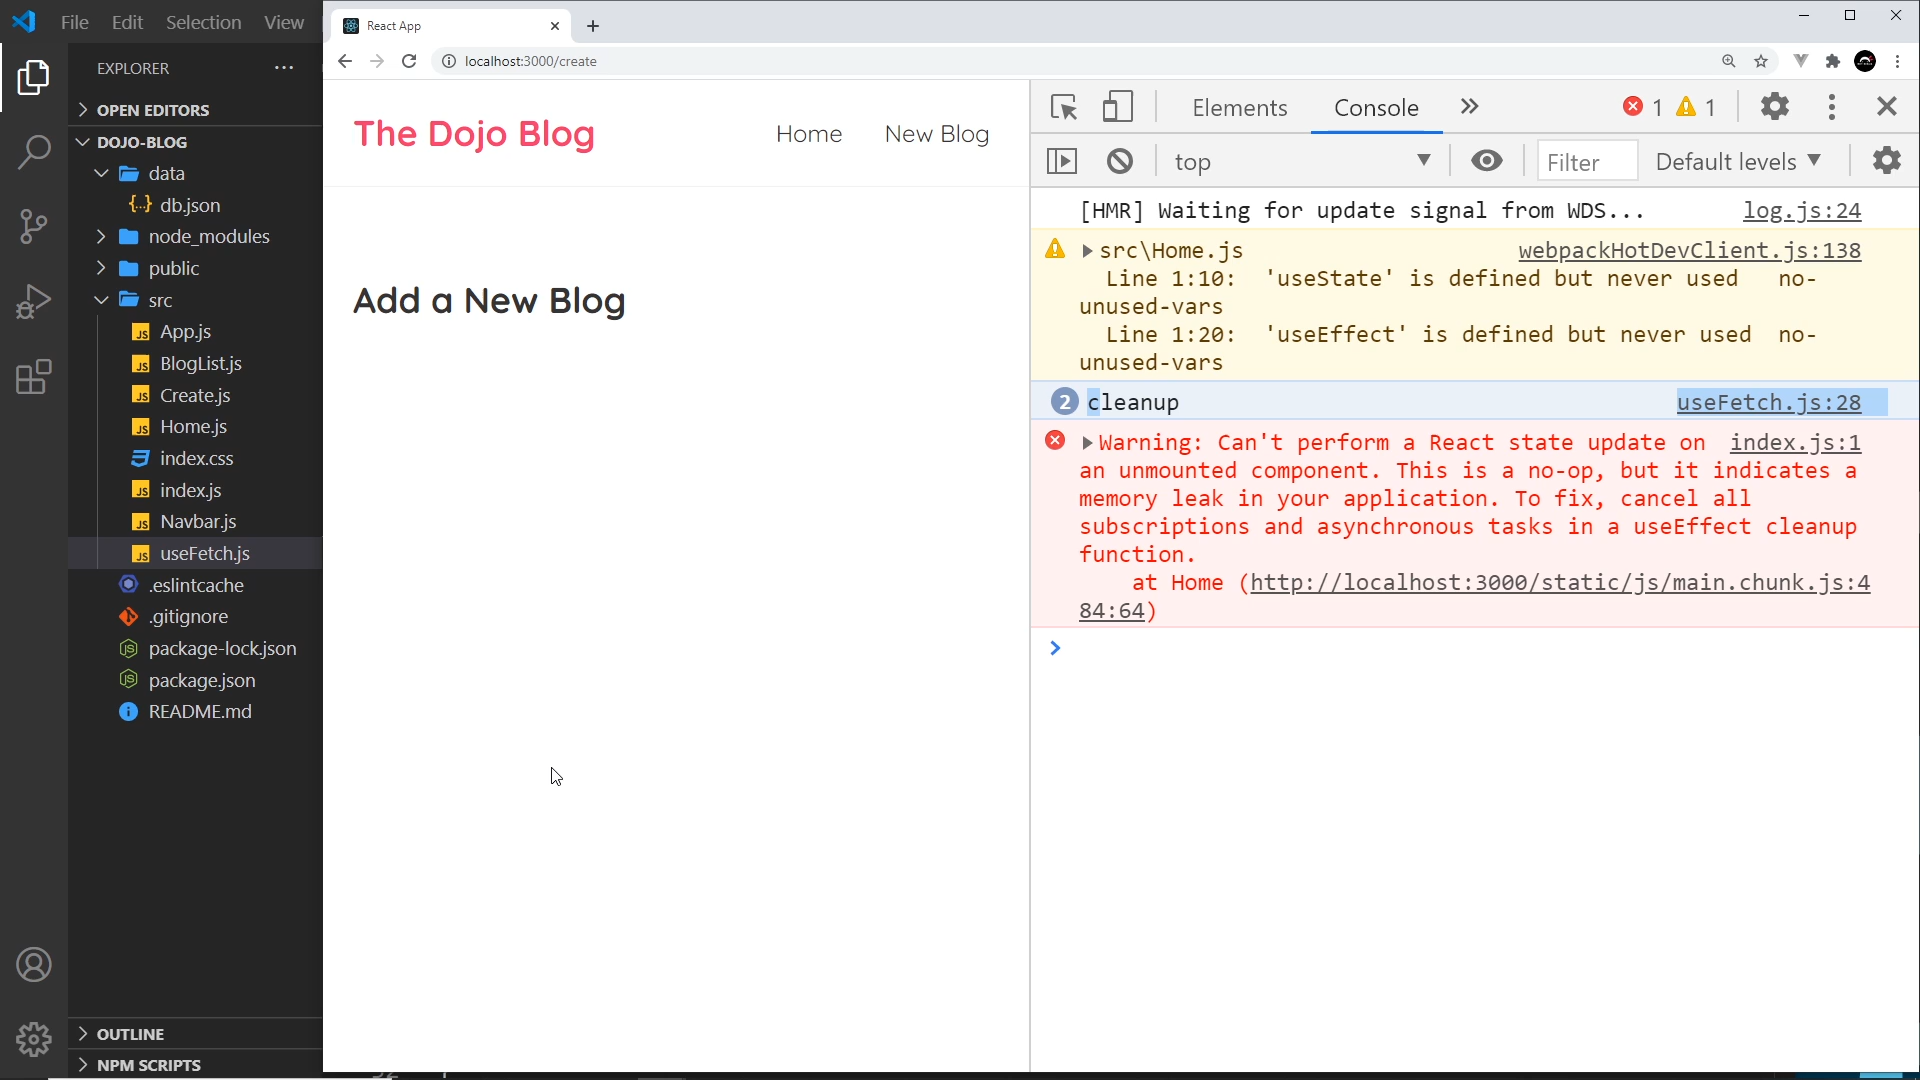 File Edit Selection View
EXPLORER
OPEN EDITORS
DOJO-BLOG
data
db.json
node_modules
public
src
App.js
BlogList.js
Create.js
Home.js
index.css
index.js
Navbar.js
useFetch.js
.eslintcache
.gitignore
package-lock.json
package.json
README.md
OUTLINE
NPM SCRIPTS
React App
localhost:3000/create
The Dojo Blog
Home New Blog
Add a New Blog
Elements Console 1 1
top Filter Default levels
[HMR] Waiting for update signal from WDS... log.js:24
src\Home.js webpackHotDevClient.js:138
Line 1:10: 'useState' is defined but never used no-
unused-vars
Line 1:20: 'useEffect' is defined but never used no-
unused-vars
2 cleanup useFetch.js:28
Warning: Can't perform a React state update on index.js:1
an unmounted component. This is a no-op, but it indicates a
memory leak in your application. To fix, cancel all
subscriptions and asynchronous tasks in a useEffect cleanup
function.
at Home (http://localhost:3000/static/js/main.chunk.js:4
84:64)